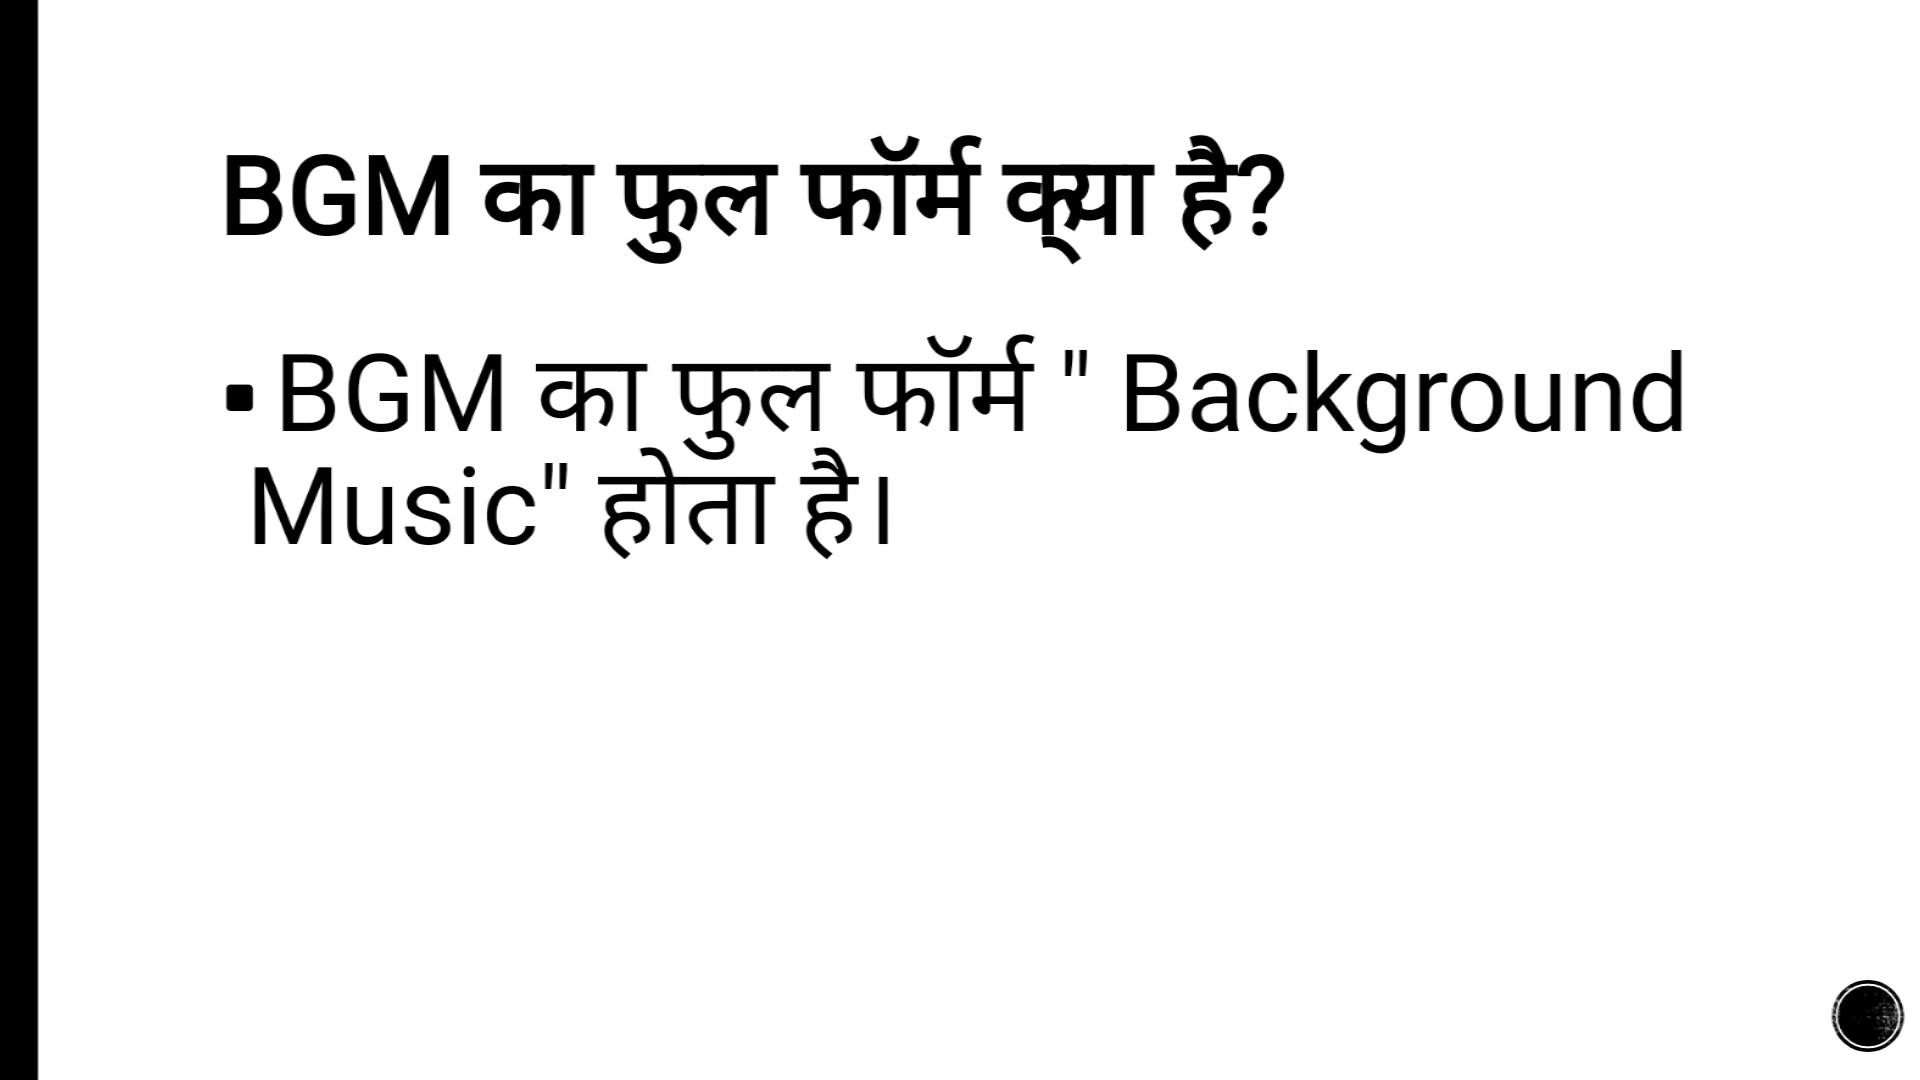 BGM का फुल फॉर्म क्या है?
▪ BGM का फुल फॉर्म " Background
Music" होता है।